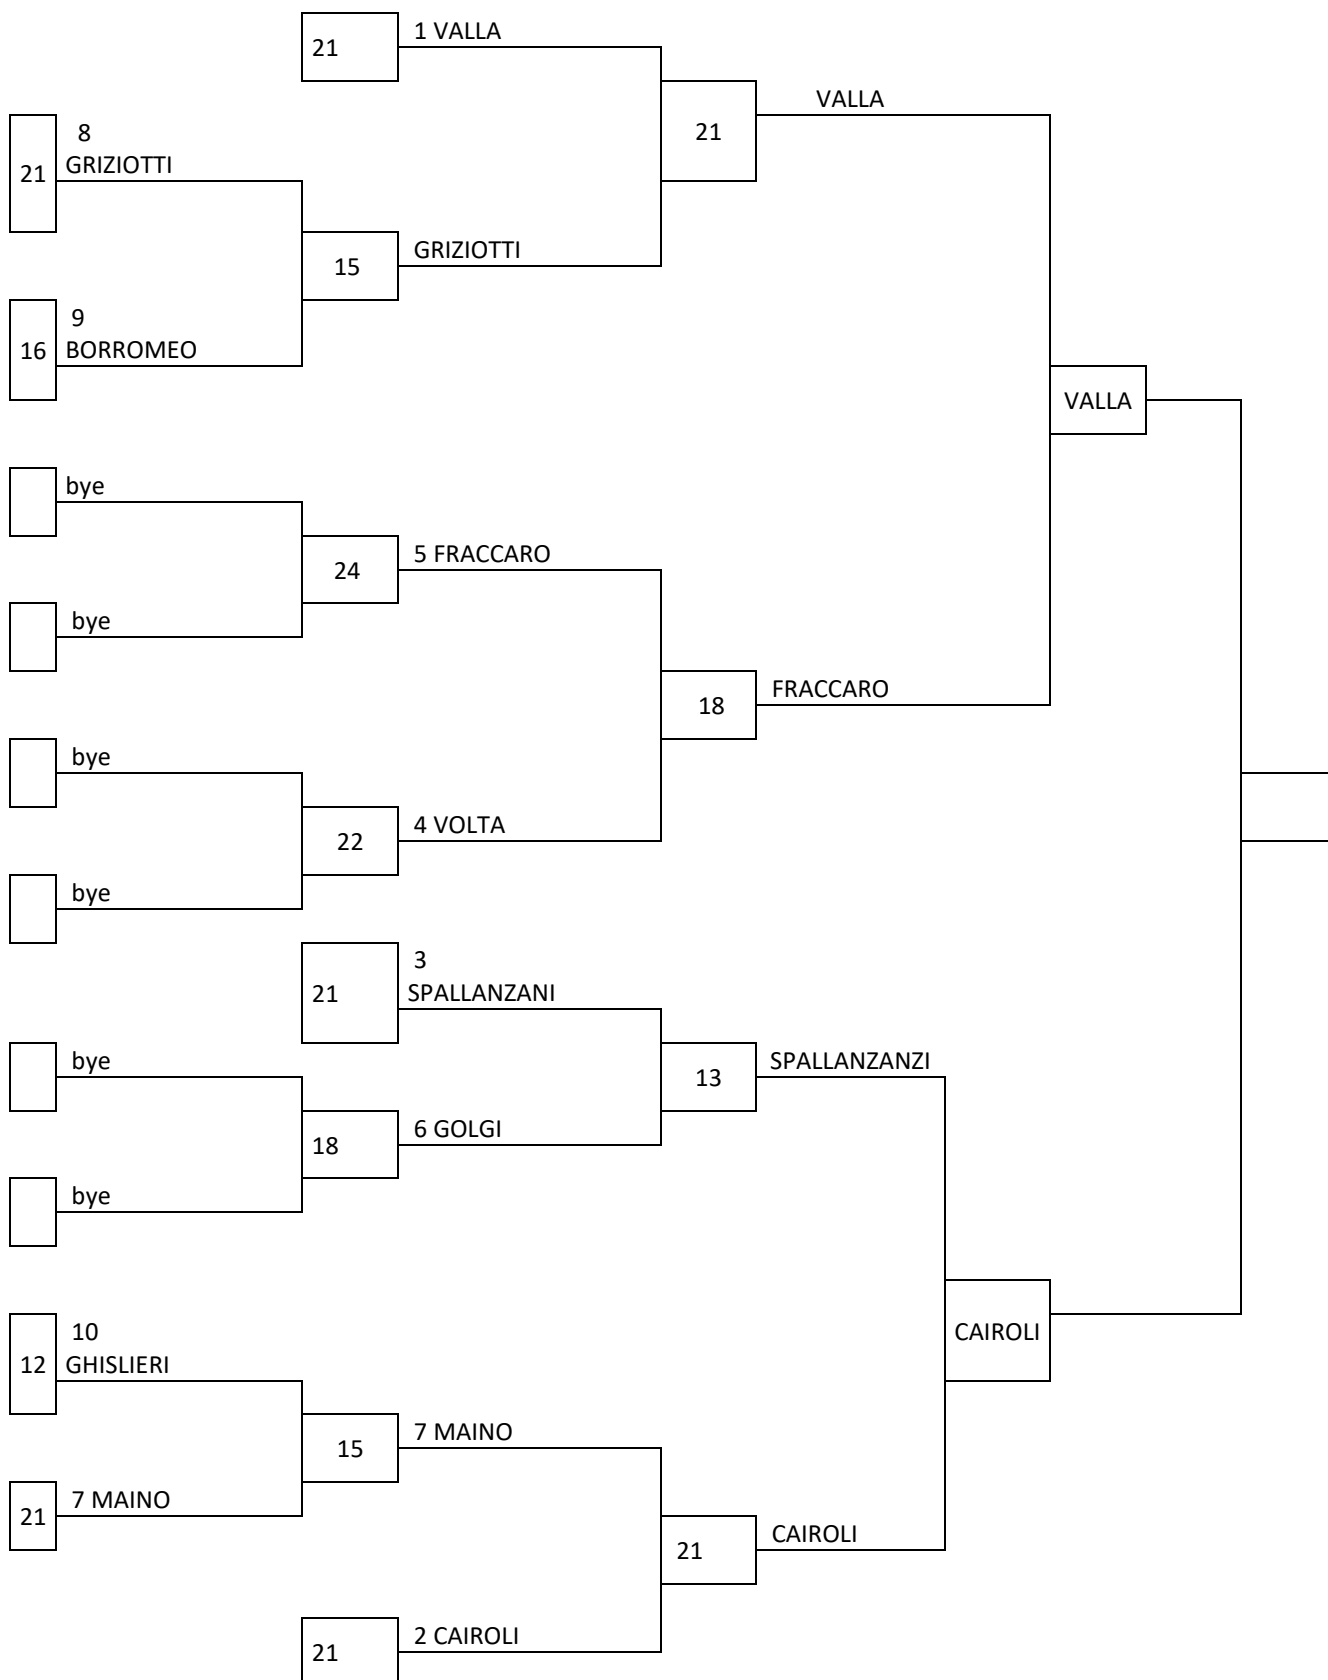 21
1 VALLA
VALLA
21
8
GRIZIOTTI
21
GRIZIOTTI
15
9
BORROMEO
16
VALLA
bye
5 FRACCARO
24
bye
FRACCARO
18
bye
4 VOLTA
22
bye
3
SPALLANZANI
21
bye
SPALLANZANZI
13
6 GOLGI
18
bye
10
GHISLIERI
12
CAIROLI
7 MAINO
15
7 MAINO
21
CAIROLI
21
2 CAIROLI
21